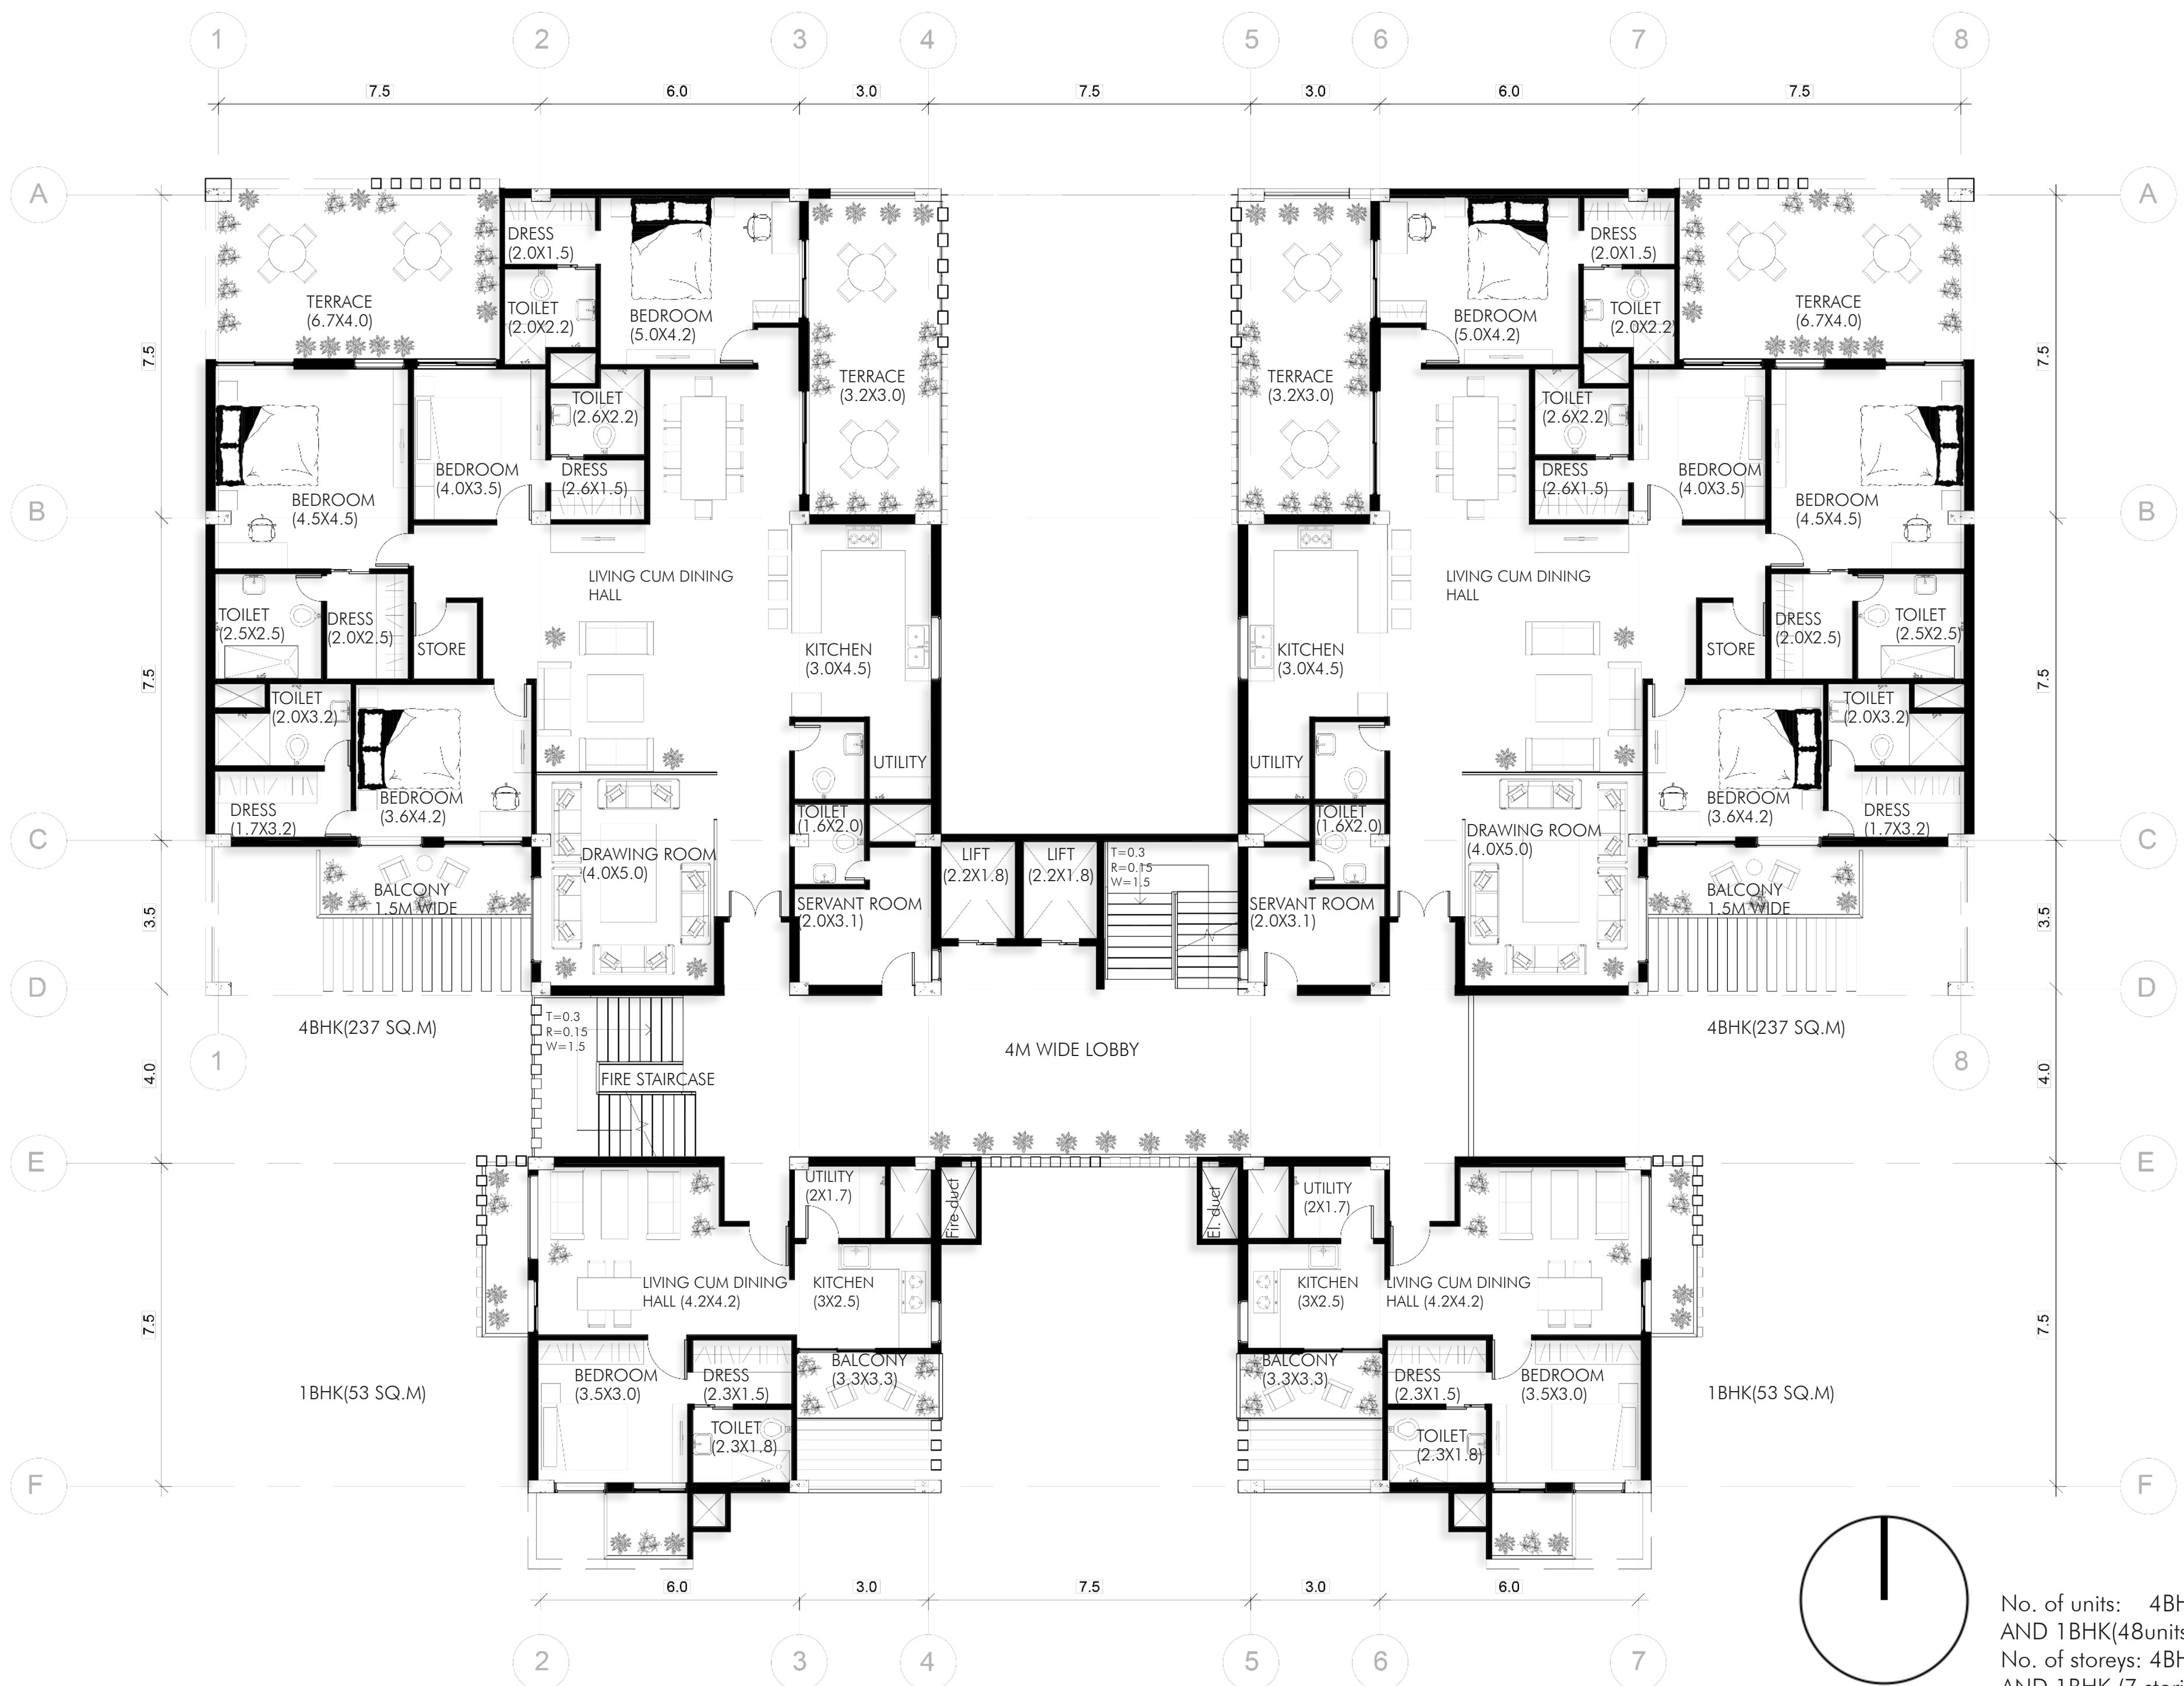 1 2 3 4 5 6 7 8
7.5 6.0 3.0 7.5 3.0 6.0 7.5
A A
DRESS
(2.0X1.5)
DRESS
(2.0X1.5)
TERRACE
(6.7X4.0)
TOILET
(2.0X2.2)
BEDROOM
(5.0X4.2)
BEDROOM
(5.0X4.2)
TOILET
(2.0X2.2)
TERRACE
(6.7X4.0)
7.5 7.5
TERRACE
(3.2X3.0)
TERRACE
(3.2X3.0)
TOILET
(2.6X2.2)
TOILET
(2.6X2.2)
BEDROOM
(4.0X3.5)
DRESS
(2.6X1.5)
DRESS
(2.6X1.5)
BEDROOM
(4.0X3.5)
BEDROOM
(4.5X4.5)
BEDROOM
(4.5X4.5)
B B
LIVING CUM DINING
HALL
LIVING CUM DINING
HALL
TOILET
(2.5X2.5)
DRESS
(2.0X2.5)
STORE
KITCHEN
(3.0X4.5)
KITCHEN
(3.0X4.5)
STORE
DRESS
(2.0X2.5)
TOILET
(2.5X2.5)
7.5 7.5
TOILET
(2.0X3.2)
TOILET
(2.0X3.2)
UTILITY
UTILITY
DRESS
(1.7X3.2)
BEDROOM
(3.6X4.2)
TOILET
(1.6X2.0)
TOILET
(1.6X2.0)
BEDROOM
(3.6X4.2)
DRESS
(1.7X3.2)
C C
DRAWING ROOM
(4.0X5.0)
LIFT
(2.2X1.8)
LIFT
(2.2X1.8)
T=0.3
R=0.15
W=1.5
DRAWING ROOM
(4.0X5.0)
BALCONY
1.5M WIDE
SERVANT ROOM
(2.0X3.1)
SERVANT ROOM
(2.0X3.1)
BALCONY
1.5M WIDE
3.5 3.5
D D
4BHK(237 SQ.M)
T=0.3
R=0.15
W=1.5
4BHK(237 SQ.M)
1 8
4M WIDE LOBBY
4.0 4.0
FIRE STAIRCASE
E E
UTILITY
(2X1.7)
Fire duct
El. duct
UTILITY
(2X1.7)
LIVING CUM DINING
HALL (4.2X4.2)
KITCHEN
(3X2.5)
KITCHEN
(3X2.5)
LIVING CUM DINING
HALL (4.2X4.2)
7.5 7.5
BEDROOM
(3.5X3.0)
DRESS
(2.3X1.5)
BALCONY
(3.3X3.3)
BALCONY
(3.3X3.3)
DRESS
(2.3X1.5)
BEDROOM
(3.5X3.0)
1BHK(53 SQ.M)
1BHK(53 SQ.M)
TOILET
(2.3X1.8)
TOILET
(2.3X1.8)
F F
6.0 3.0 7.5 3.0 6.0
2 3 4 5 6 7
No. of units: 4BH
AND 1BHK(48units
No. of storeys: 4BH
AND 1BHK (7 stori